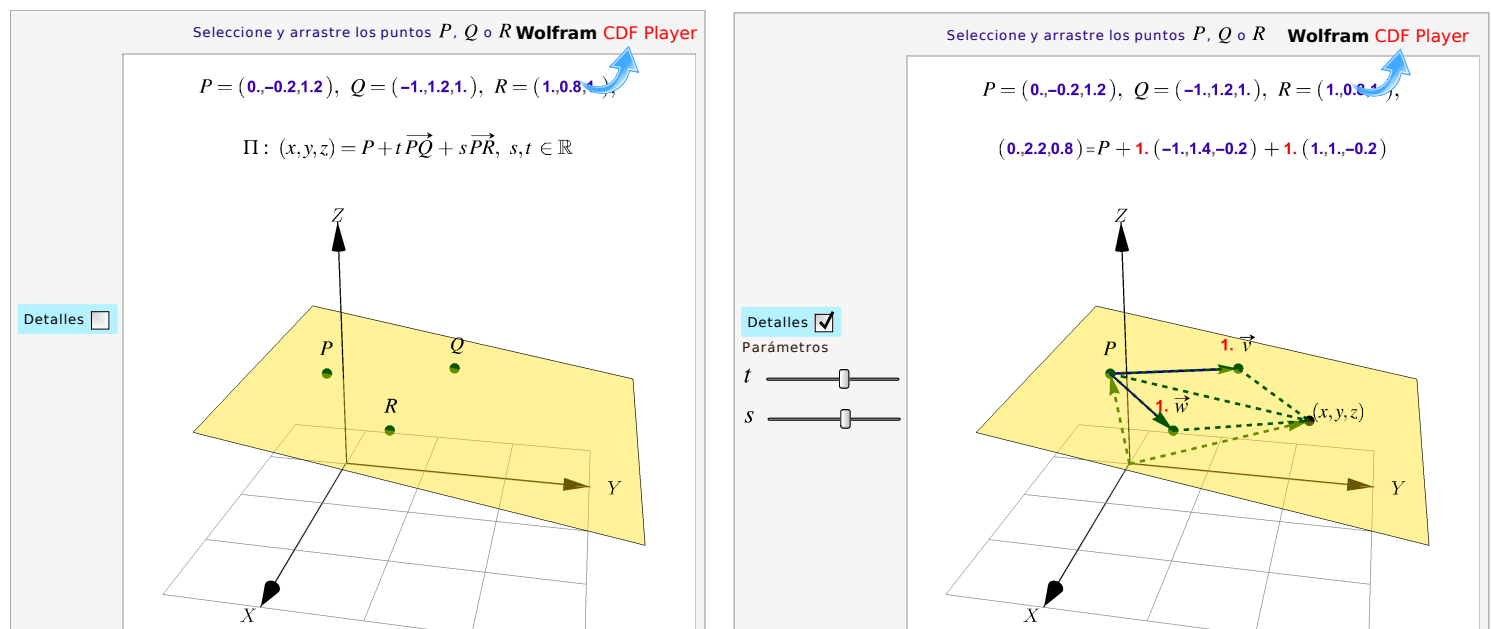 Seleccione y arrastre los puntos P, Q o R Wolfram CDF Player
P = (0.,−0.2,1.2), Q = (−1.,1.2,1.), R = (1.,0.8,1.),
Π : (x, y, z) = P + t PQ⃗ + s PR⃗, s, t ∈ ℝ
Z
Detalles
P
Q
R
Y
X
Seleccione y arrastre los puntos P, Q o R Wolfram CDF Player
P = (0.,−0.2,1.2), Q = (−1.,1.2,1.), R = (1.,0.8,1.),
(0.,2.2,0.8)=P + 1. (−1.,1.4,−0.2) + 1. (1.,1.,−0.2)
Z
Detalles
Parámetros
t
s
P
1. v⃗
1. w⃗
(x, y, z)
Y
X